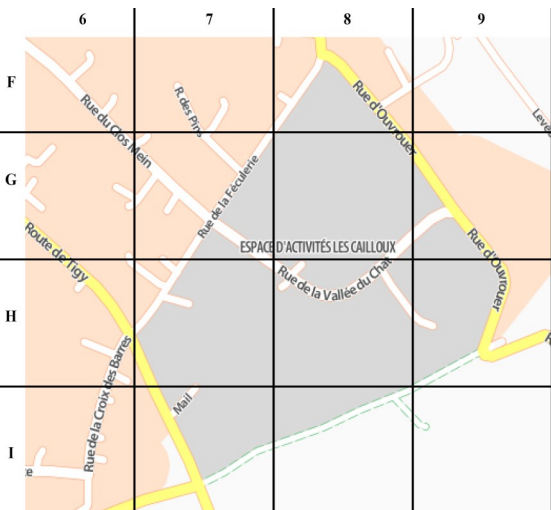 6 7 8 9
F
G
H
I
Rue du Clos Mein
R. des Pins
Rue d'Ouvrouer
Rue de la Féculerie
ESPACE D'ACTIVITÉS LES CAILLOUX
Route de Tigy
Rue de la Vallée du Chat
Rue d'Ouvrouer
Rue de la Croix des Barres
Mail